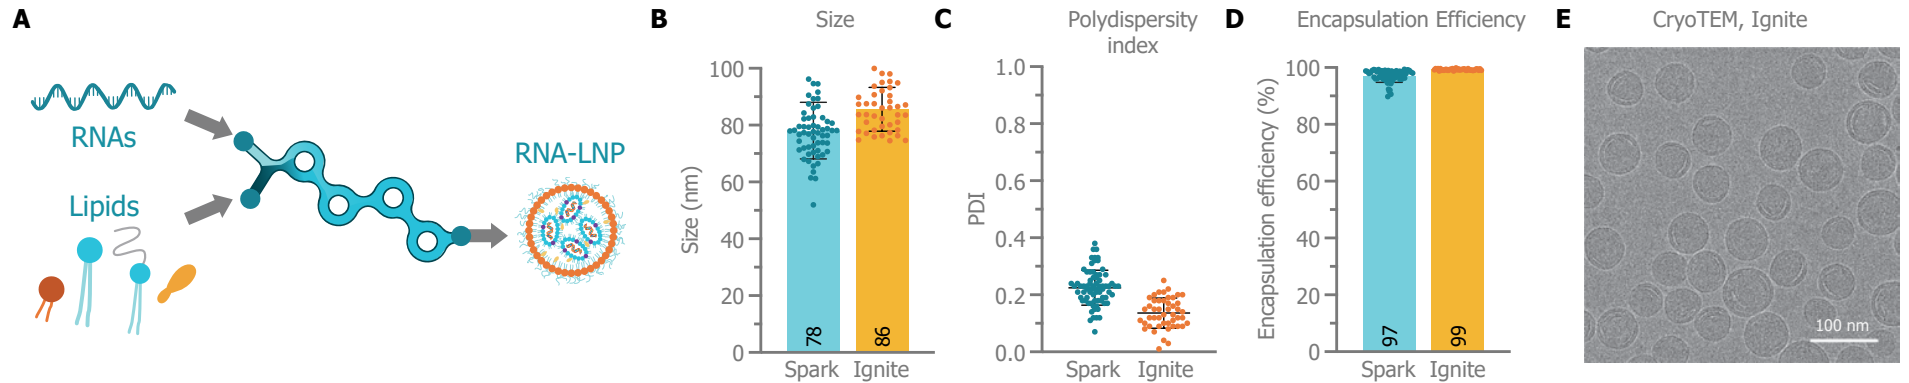 A
RNAs
Lipids
RNA-LNP
B
Size
Size (nm)
100
80
60
40
20
0
78
86
Spark Ignite
C
Polydispersity
index
PDI
1.0
0.8
0.6
0.4
0.2
0.0
Spark Ignite
D
Encapsulation Efficiency
Encapsulation efficiency (%)
100
80
60
40
20
0
97
99
Spark Ignite
E
CryoTEM, Ignite
100 nm